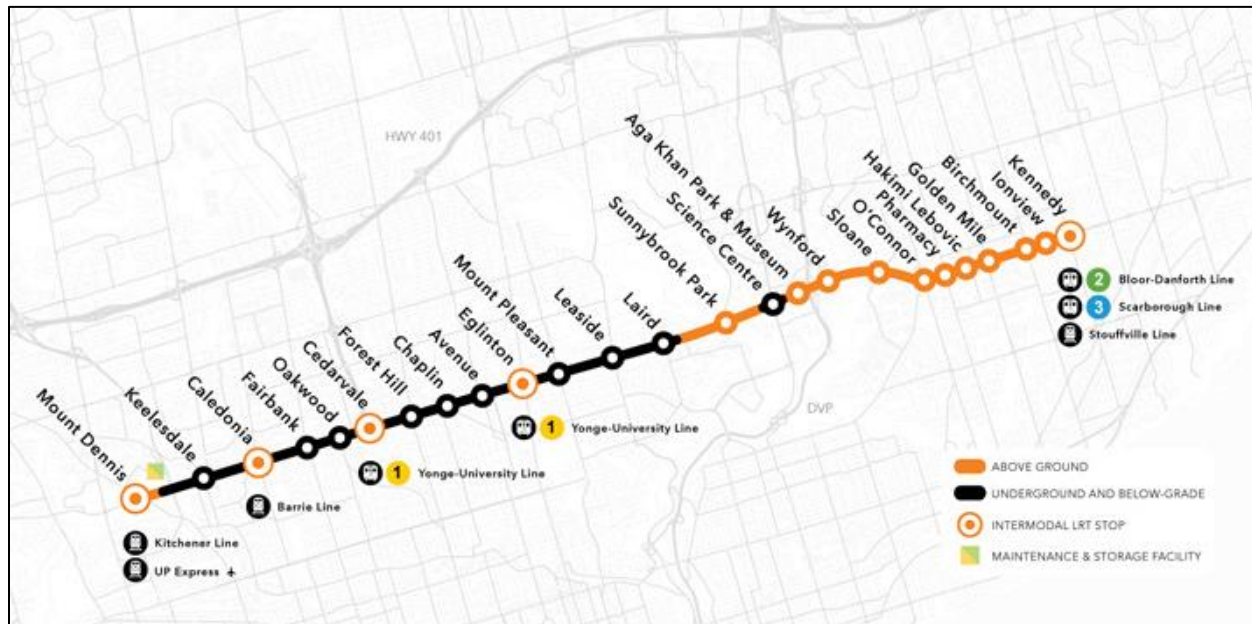 HWY 401
DVP
Mount Dennis
Keelesdale
Caledonia
Fairbank
Oakwood
Cedarvale
Forest Hill
Chaplin
Avenue
Eglinton
Mount Pleasant
Leaside
Laird
Sunnybrook Park
Science Centre
Aga Khan Park & Museum
Wynford
Sloane
O'Connor
Pharmacy
Hakimi Lebovic
Golden Mile
Birchmount
Ionview
Kennedy
2 Bloor-Danforth Line
3 Scarborough Line
Stouffville Line
1 Yonge-University Line
1 Yonge-University Line
Barrie Line
Kitchener Line
UP Express
ABOVE GROUND
UNDERGROUND AND BELOW-GRADE
INTERMODAL LRT STOP
MAINTENANCE & STORAGE FACILITY